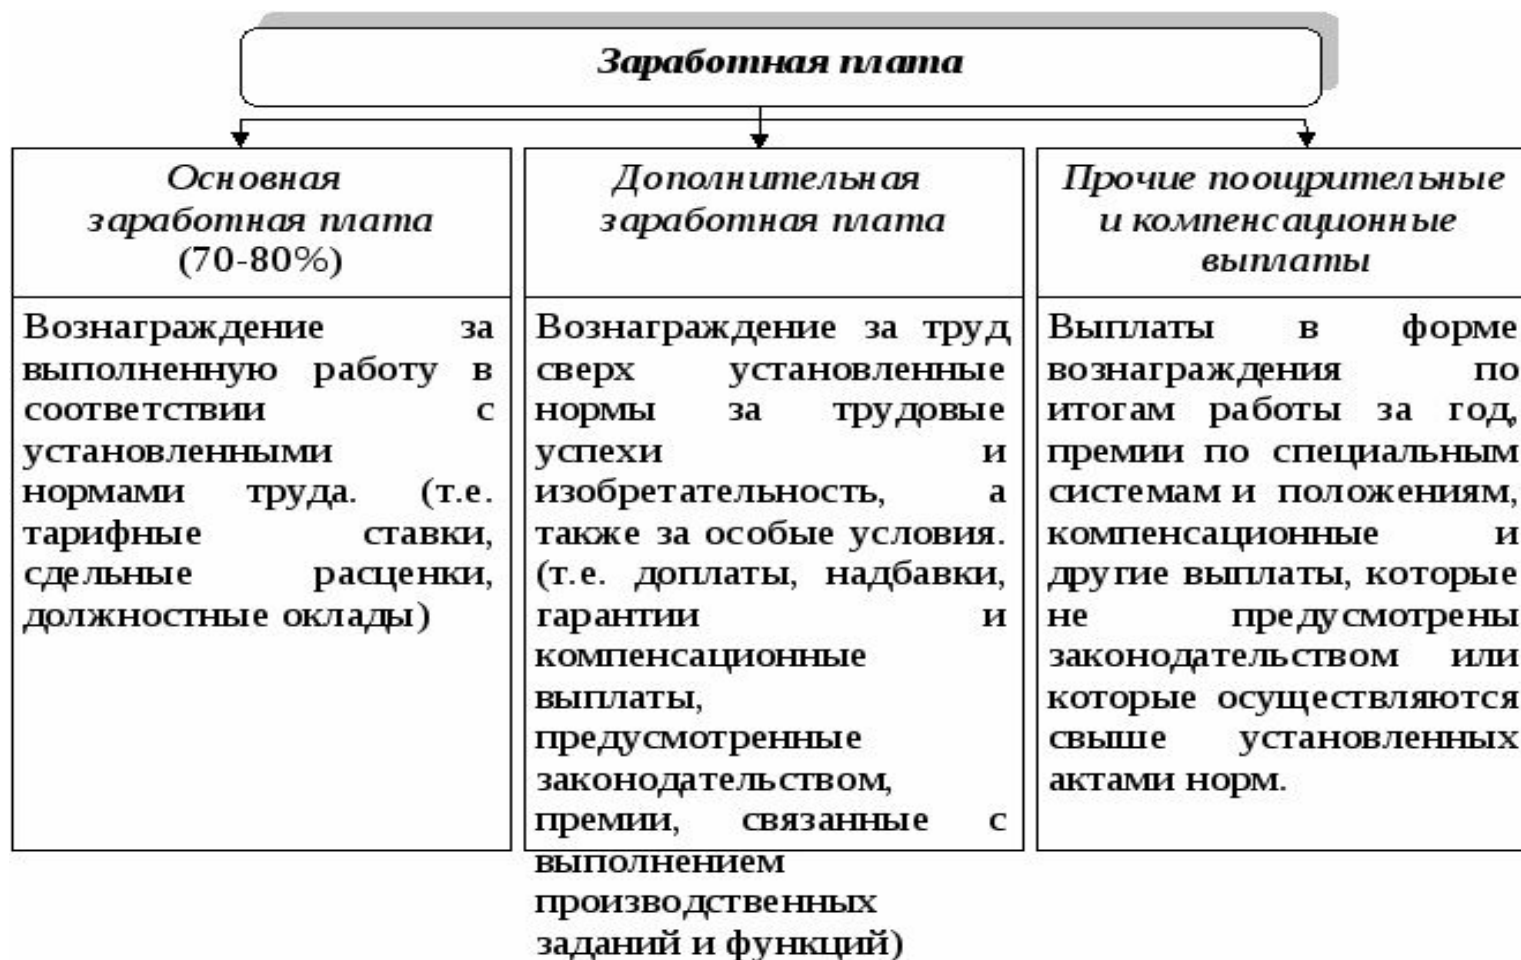 Заработная плата
Основная
заработная плата
(70-80%)
Вознаграждение за
выполненную работу в
соответствии с
установленными
нормами труда. (т.е.
тарифные ставки,
сдельные расценки,
должностные оклады)
Дополнительная
заработная плата
Вознаграждение за труд
сверх установленные
нормы за трудовые
успехи и
изобретательность, а
также за особые условия.
(т.е. доплаты, надбавки,
гарантии и
компенсационные
выплаты,
предусмотренные
законодательством,
премии, связанные с
выполнением
производственных
заданий и функций)
Прочие поощрительные
и компенсационные
выплаты
Выплаты в форме
вознаграждения по
итогам работы за год,
премии по специальным
системам и положениям,
компенсационные и
другие выплаты, которые
не предусмотрены
законодательством или
которые осуществляются
свыше установленных
актами норм.